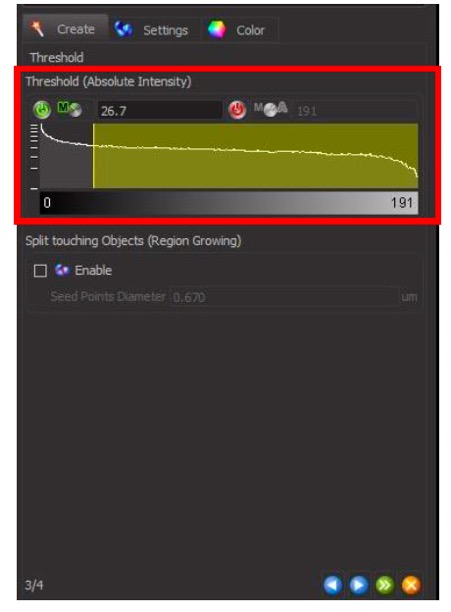 Create Settings Color
Threshold
Threshold (Absolute Intensity)
M 26.7 M A 191
0 191
Split touching Objects (Region Growing)
Enable
Seed Points Diameter 0.670 um
3/4